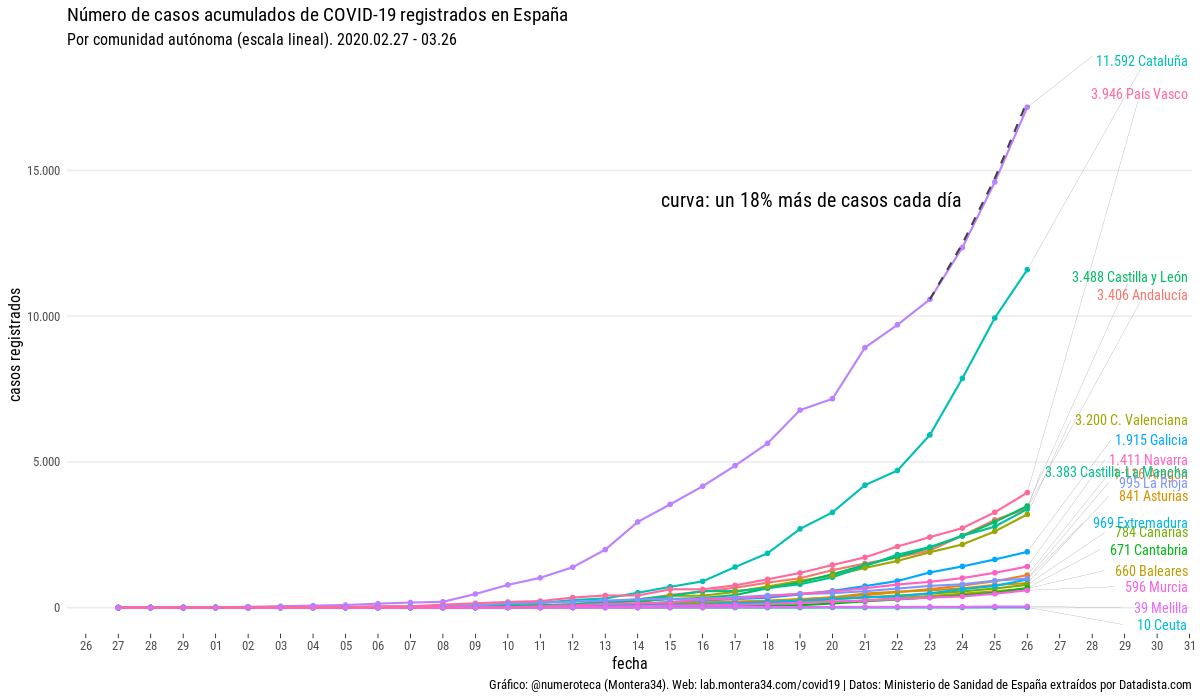 Número de casos acumulados de COVID-19 registrados en España
Por comunidad autónoma (escala lineal). 2020.02.27 - 03.26
11.592 Cataluña
3.946 País Vasco
15.000
curva: un 18% más de casos cada día
3.488 Castilla y León
3.406 Andalucía
10.000
casos registrados
3.200 C. Valenciana
1.915 Galicia
1.411 Navarra
5.000
3.383 Castilla-La Mancha
Aragón
995 La Rioja
841 Asturias
969 Extremadura
784 Canarias
671 Cantabria
660 Baleares
596 Murcia
0
39 Melilla
10 Ceuta
26 27 28 29 01 02 03 04 05 06 07 08 09 10 11 12 13 14 15 16 17 18 19 20 21 22 23 24 25 26 27 28 29 30 31
fecha
Gráfico: @numeroteca (Montera34). Web: lab.montera34.com/covid19 | Datos: Ministerio de Sanidad de España extraídos por Datadista.com